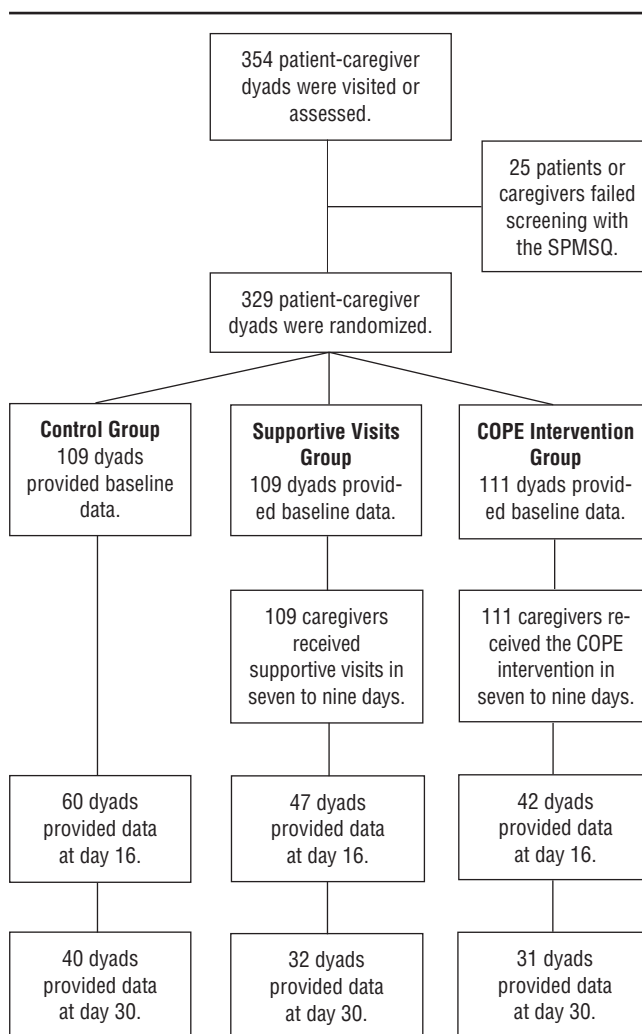 354 patient-caregiver
dyads were visited or
assessed.
25 patients or
caregivers failed
screening with
the SPMSQ.
329 patient-caregiver
dyads were randomized.
Control Group
109 dyads
provided baseline
data.
Supportive Visits
Group
109 dyads provid-
ed baseline data.
COPE Intervention
Group
111 dyads provid-
ed baseline data.
109 caregivers
received
supportive visits in
seven to nine days.
111 caregivers re-
ceived the COPE
intervention in
seven to nine days.
60 dyads
provided data
at day 16.
47 dyads
provided data
at day 16.
42 dyads
provided data
at day 16.
40 dyads
provided data
at day 30.
32 dyads
provided data
at day 30.
31 dyads
provided data
at day 30.